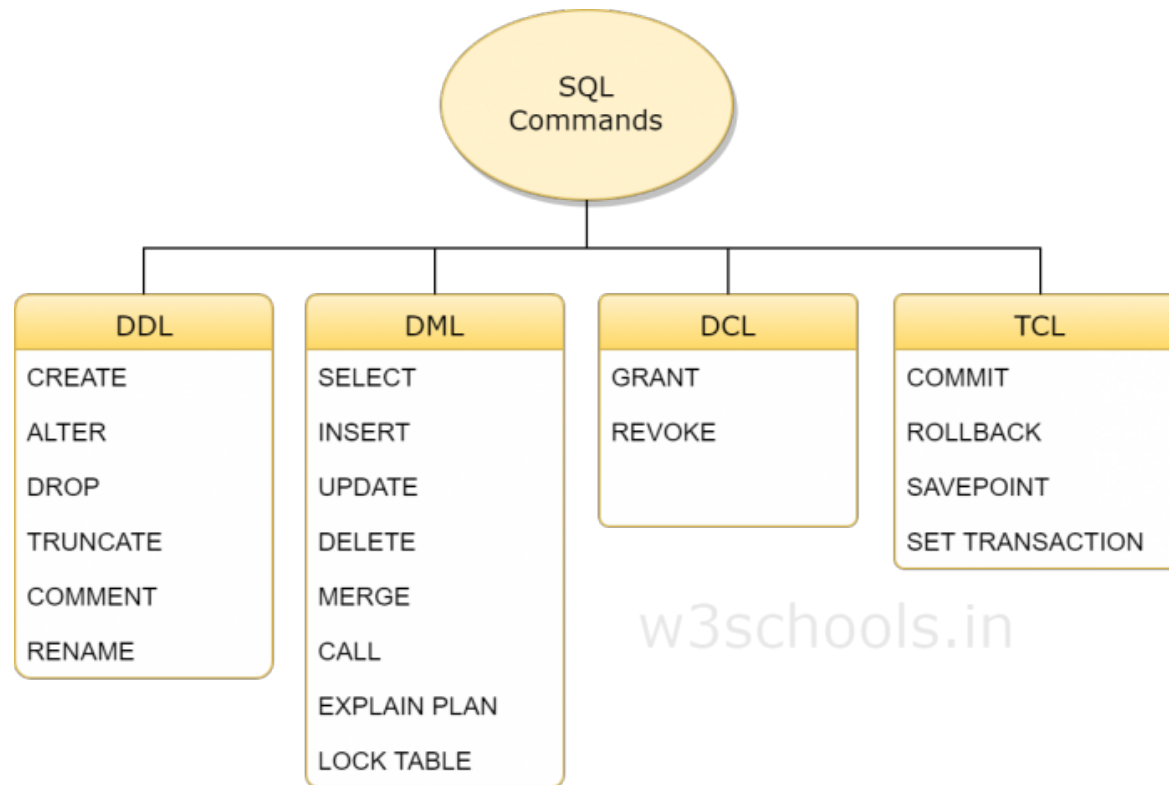 SQL
Commands
DDL
CREATE
ALTER
DROP
TRUNCATE
COMMENT
RENAME
DML
SELECT
INSERT
UPDATE
DELETE
MERGE
CALL
EXPLAIN PLAN
LOCK TABLE
DCL
GRANT
REVOKE
TCL
COMMIT
ROLLBACK
SAVEPOINT
SET TRANSACTION
w3schools.in